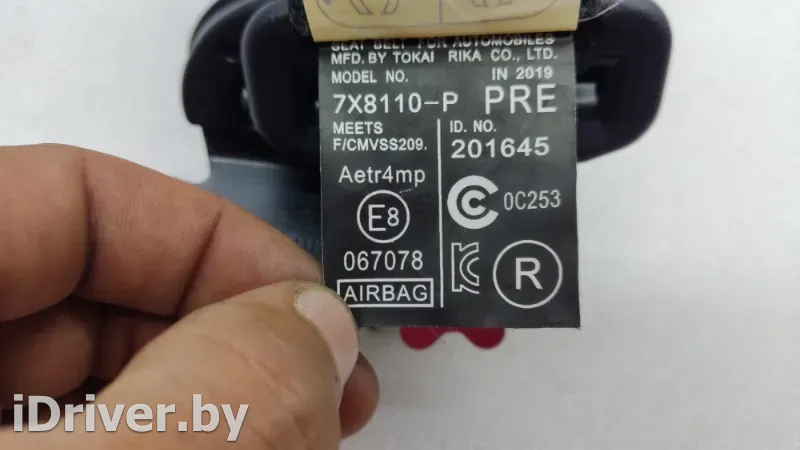 SEAT BELT FOR AUTOMOBILES
MFD. BY TOKAI RIKA CO., LTD.
MODEL NO. IN 2019
7X8110-P PRE
MEETS
F/CMVSS209.
ID. NO.
201645
Aetr4mp
CCC 0C253
E8
067078
R
AIRBAG
iDriver.by